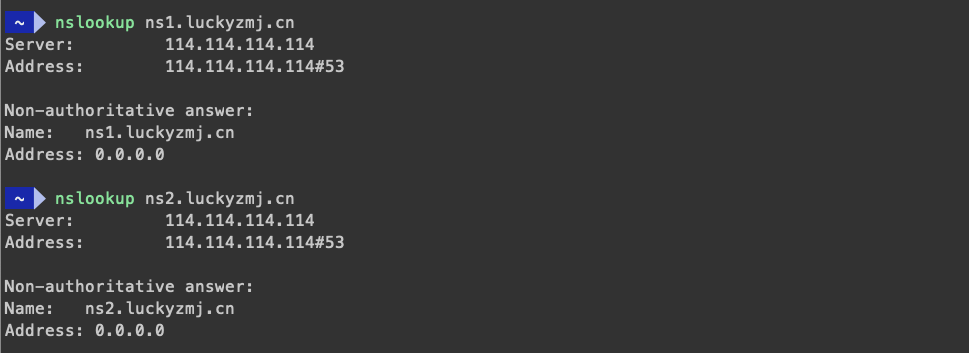 ~ nslookup ns1.luckyzmj.cn
Server:		114.114.114.114
Address:	114.114.114.114#53
Non-authoritative answer:
Name:	ns1.luckyzmj.cn
Address: 0.0.0.0
~ nslookup ns2.luckyzmj.cn
Server:		114.114.114.114
Address:	114.114.114.114#53
Non-authoritative answer:
Name:	ns2.luckyzmj.cn
Address: 0.0.0.0